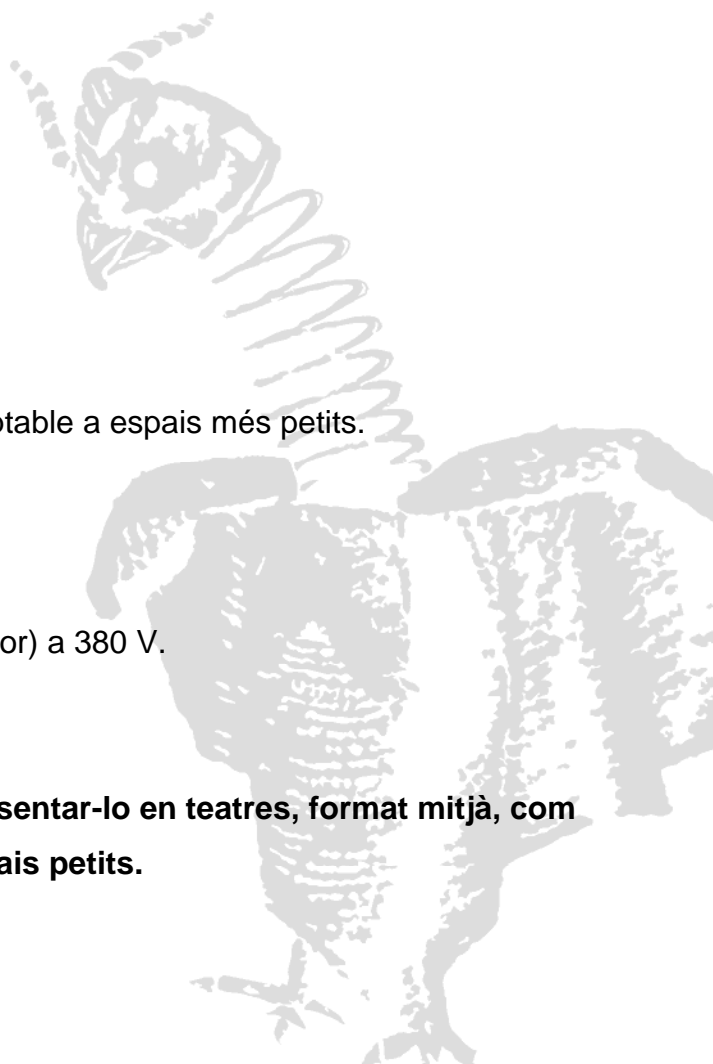 otable a espais més petits.
or) a 380 V.
sentar-lo en teatres, format mitjà, com
ais petits.